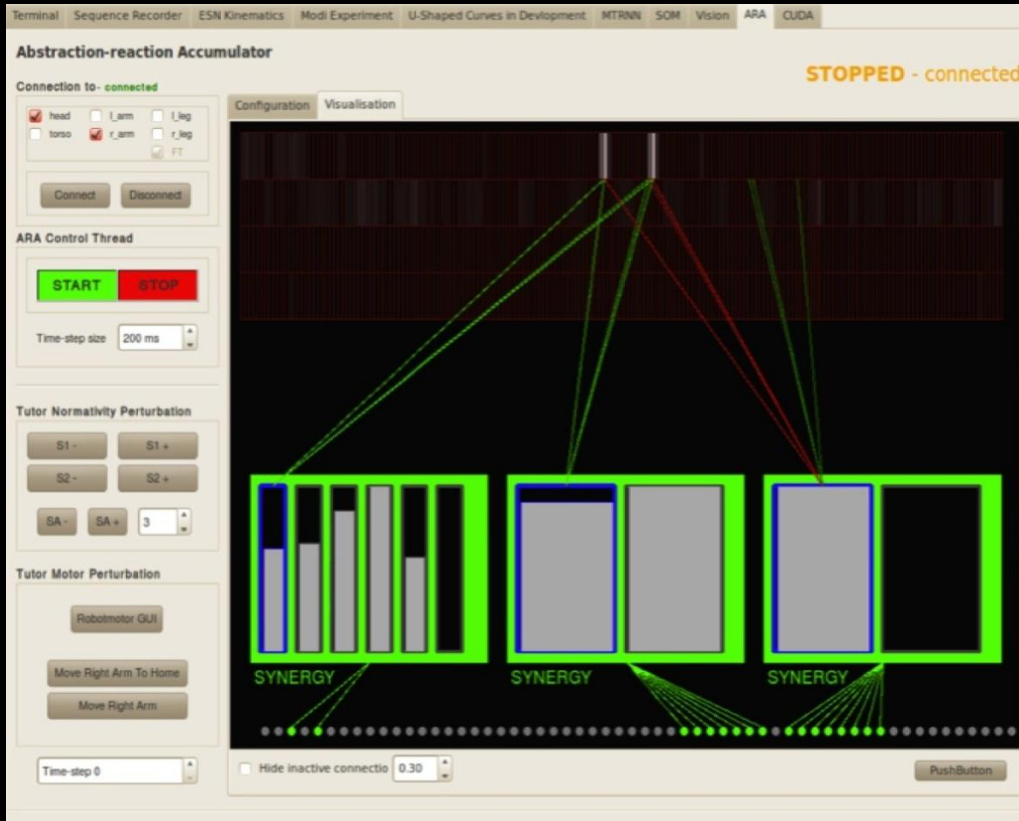 Terminal Sequence Recorder ESN Kinematics Modi Experiment U-Shaped Curves in Devlopment MTRNN SOM Vision ARA CUDA
Abstraction-reaction Accumulator
STOPPED - connected
Connection to - connected
Configuration Visualisation
head l_arm l_leg
torso r_arm r_leg
FT
Connect Disconnect
ARA Control Thread
START STOP
Time-step size 200 ms
Tutor Normativity Perturbation
S1 - S1 +
S2 - S2 +
SA - SA + 3
Tutor Motor Perturbation
Robotmotor GUI
Move Right Arm To Home
SYNERGY SYNERGY SYNERGY
Move Right Arm
Time-step 0
Hide inactive connectio 0.30 PushButton